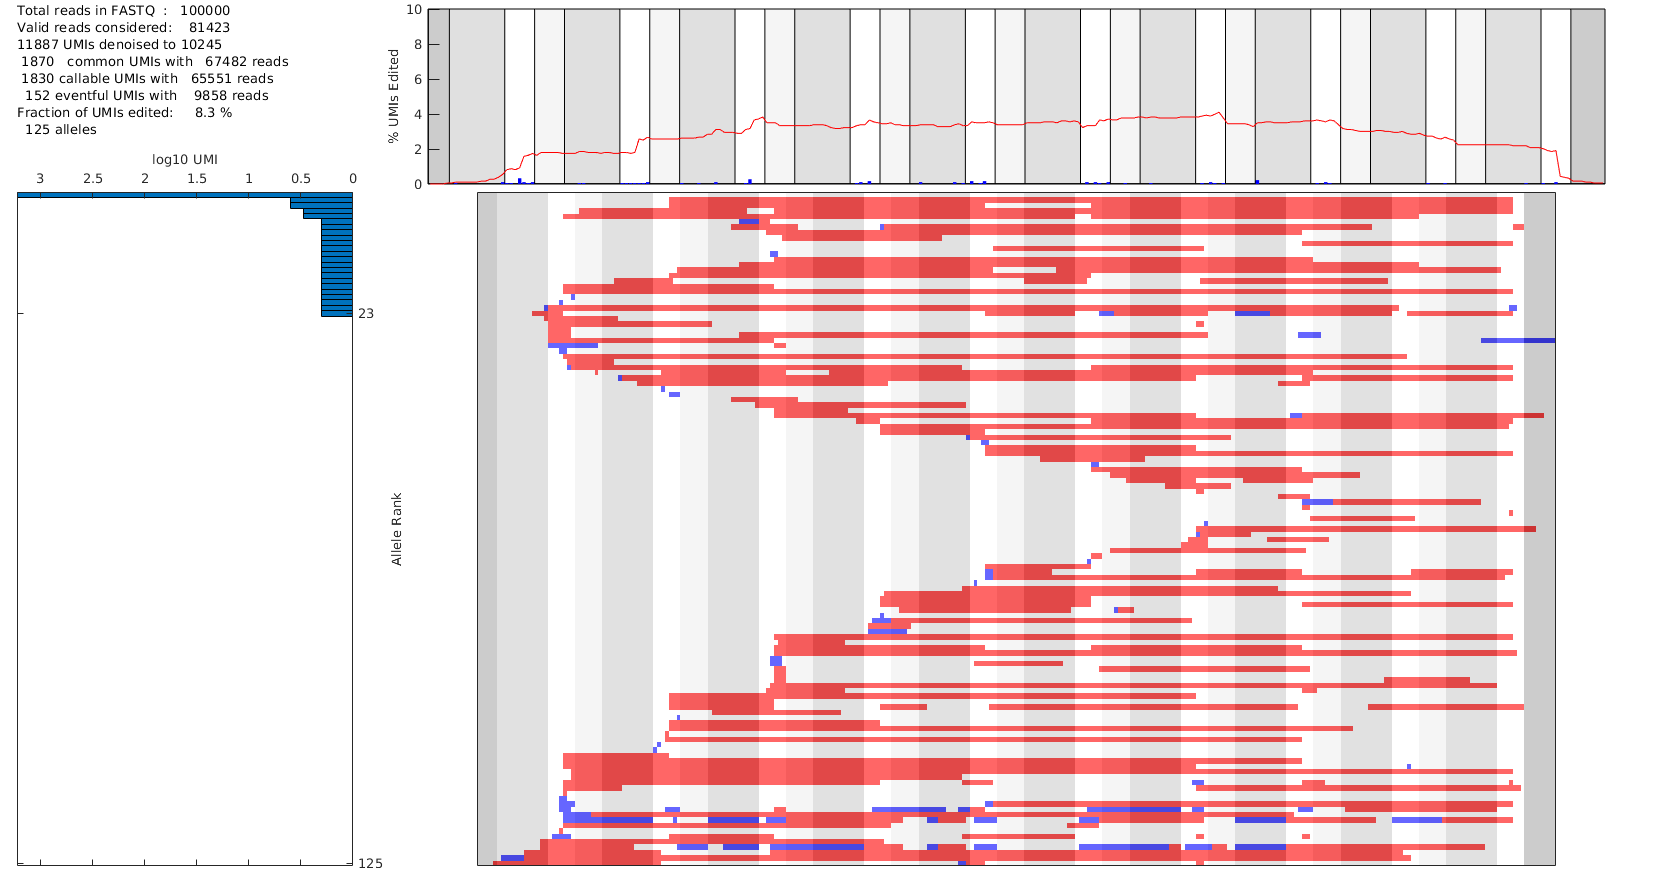 Total reads in FASTQ : 100000
Valid reads considered: 81423
11887 UMIs denoised to 10245
1870 common UMIs with 67482 reads
1830 callable UMIs with 65551 reads
152 eventful UMIs with 9858 reads
Fraction of UMIs edited: 8.3 %
125 alleles
10
8
6
4
2
0
% UMIs Edited
log10 UMI
3 2.5 2 1.5 1 0.5 0
23
Allele Rank
125